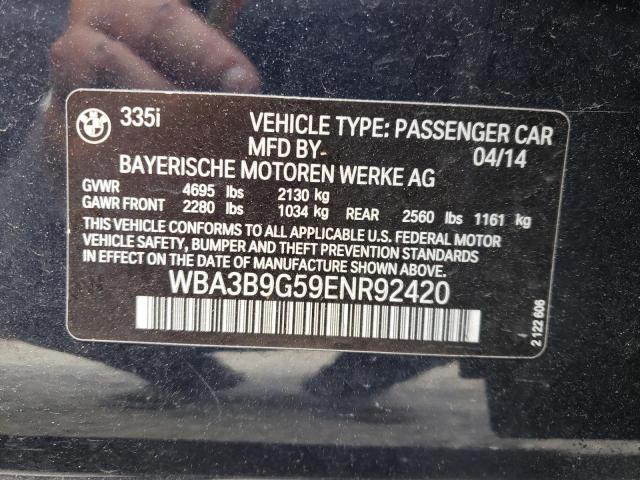 BMW 335i VEHICLE TYPE: PASSENGER CAR
MFD BY- 04/14
BAYERISCHE MOTOREN WERKE AG
GVWR 4695 lbs 2130 kg
GAWR FRONT 2280 lbs 1034 kg REAR 2560 lbs 1161 kg
THIS VEHICLE CONFORMS TO ALL APPLICABLE U.S. FEDERAL MOTOR
VEHICLE SAFETY, BUMPER AND THEFT PREVENTION STANDARDS
IN EFFECT ON THE DATE OF MANUFACTURE SHOWN ABOVE.
WBA3B9G59ENR92420
2 122 606